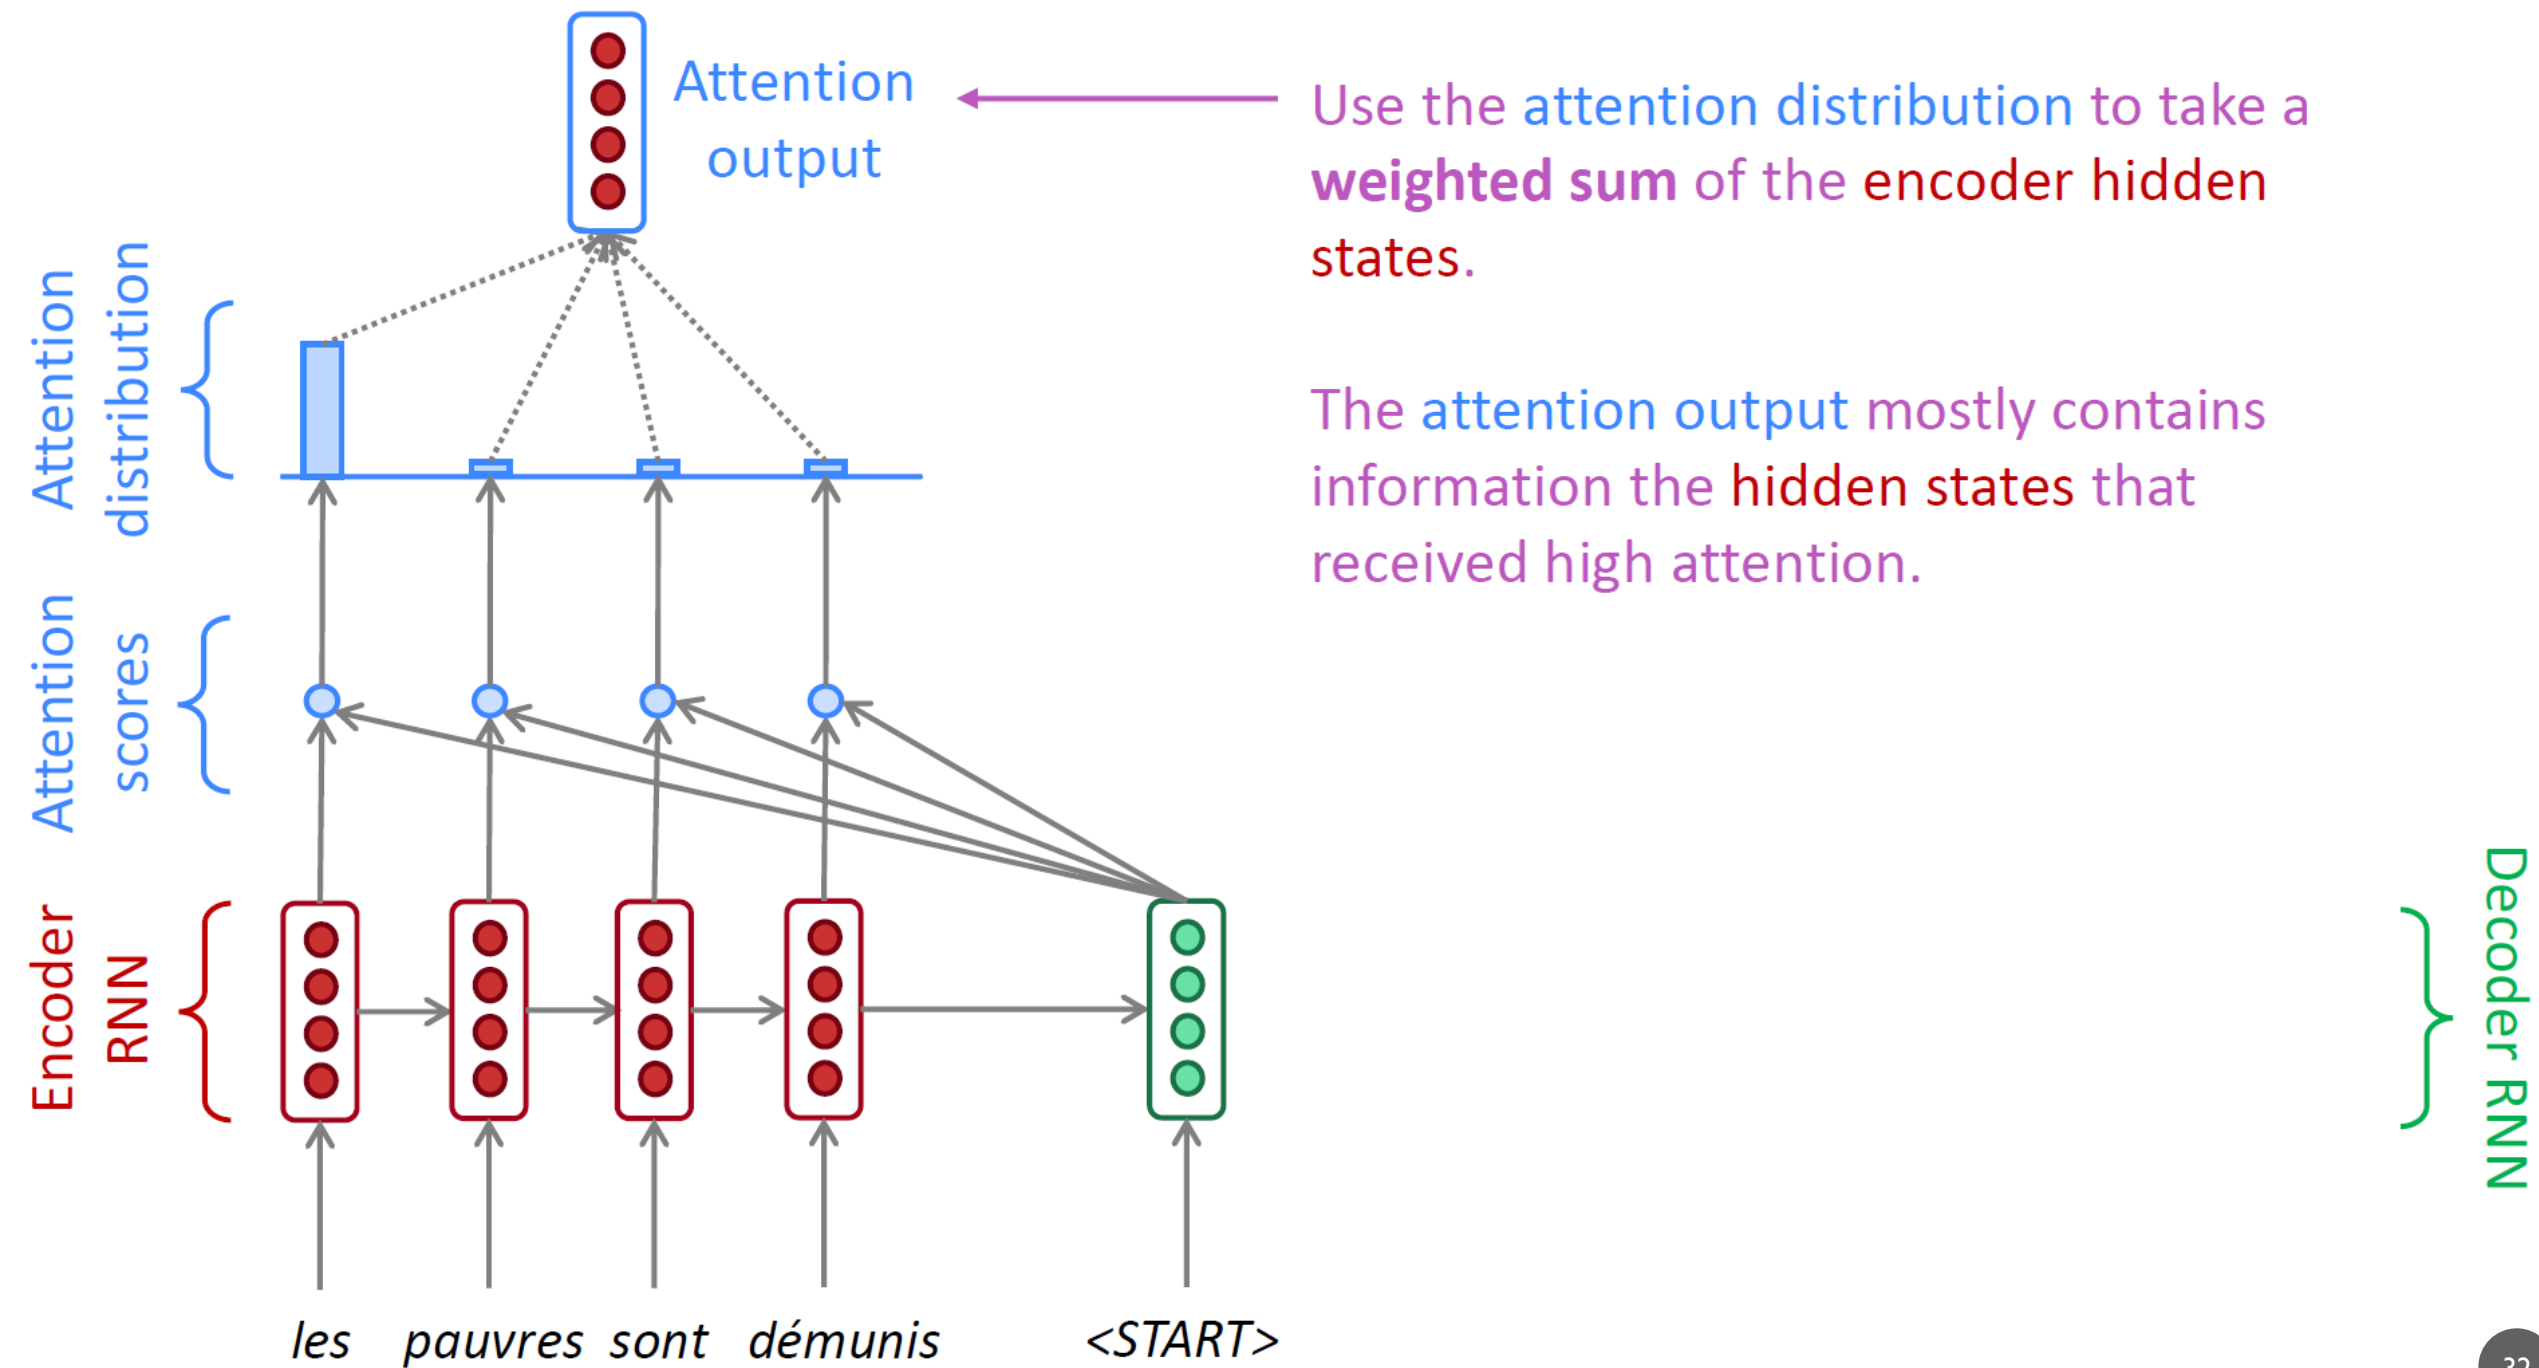 Attention
output
Use the attention distribution to take a
weighted sum of the encoder hidden
states.
The attention output mostly contains
information the hidden states that
received high attention.
Attention
distribution
Attention
scores
Encoder
RNN
Decoder RNN
les pauvres sont démunis <START>
32